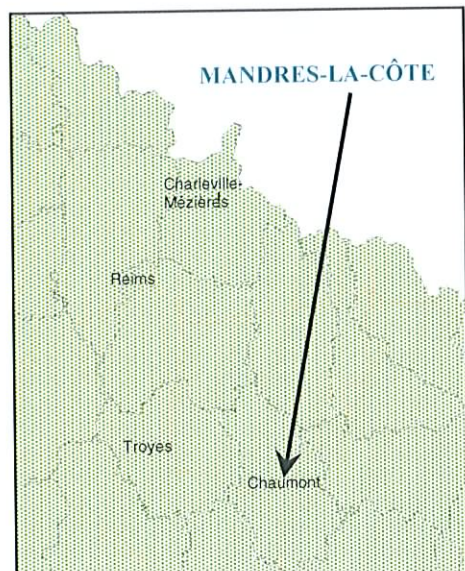 MANDRES-LA-CÔTE
Charleville-
Mézières
Reims
Troyes
Chaumont